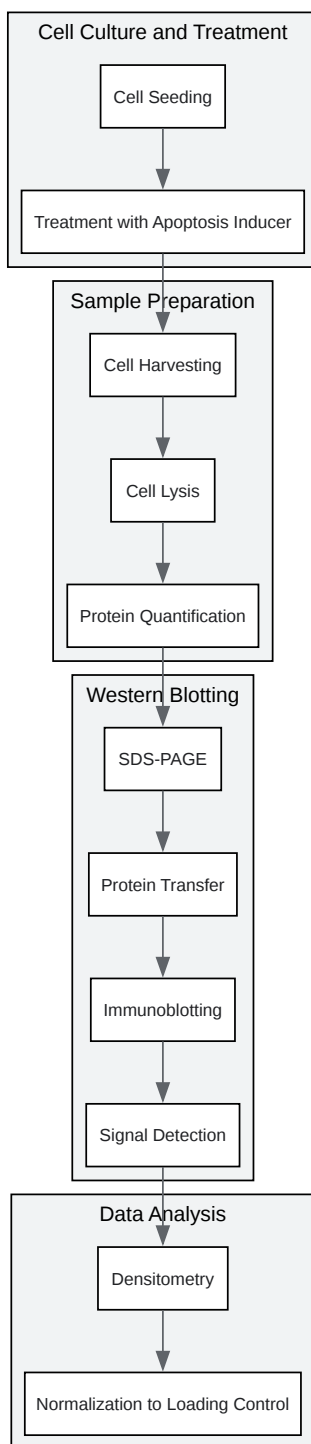 Cell Culture and Treatment
Cell Seeding
Treatment with Apoptosis Inducer
Sample Preparation
Cell Harvesting
Cell Lysis
Protein Quantification
Western Blotting
SDS-PAGE
Protein Transfer
Immunoblotting
Signal Detection
Data Analysis
Densitometry
Normalization to Loading Control